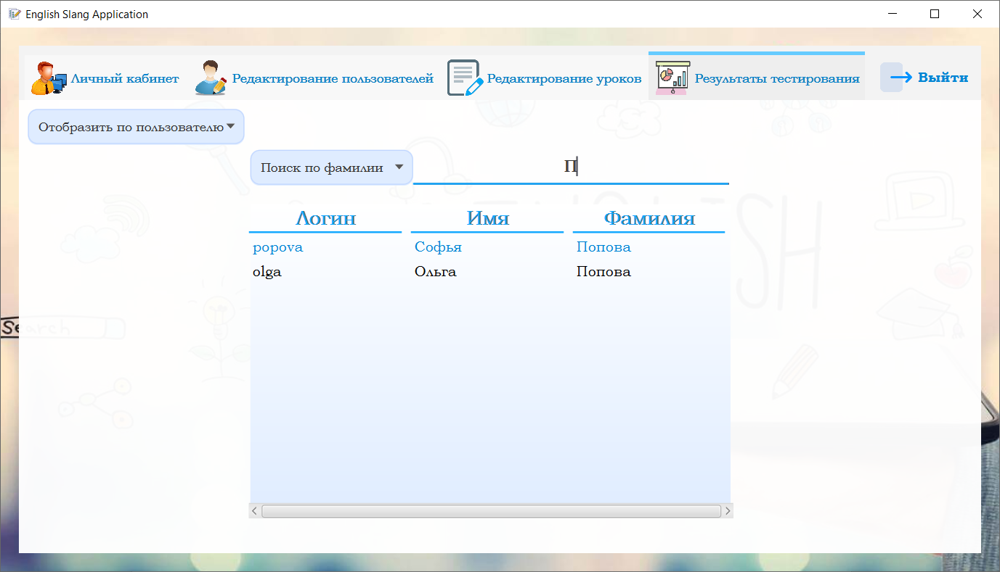 English Slang Application
Личный кабинет Редактирование пользователей Редактирование уроков Результаты тестирования Выйти
Отобразить по пользователю
Поиск по фамилии П
Логин Имя Фамилия
popova Софья Попова
olga Ольга Попова
Search